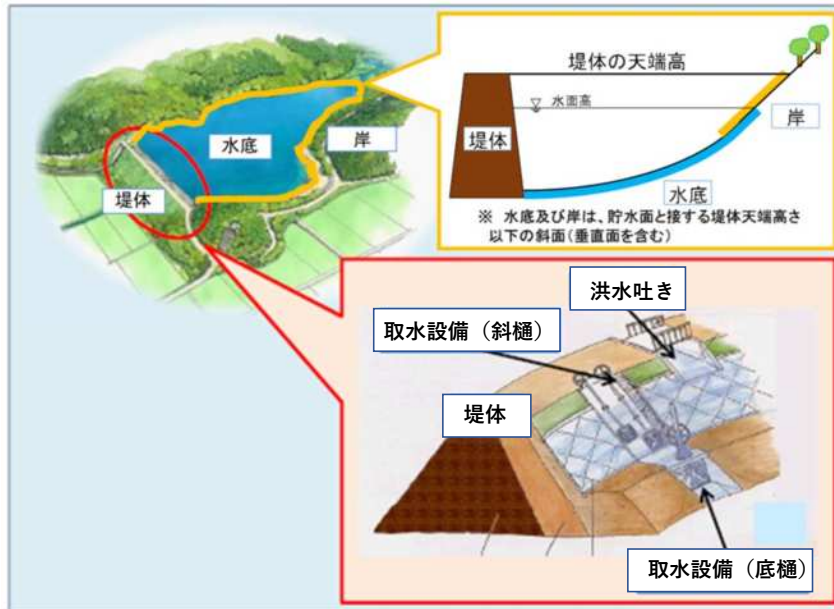 水底
岸
堤体
堤体の天端高
水面高
堤体
岸
水底
※ 水底及び岸は、貯水面と接する堤体天端高さ
以下の斜面(垂直面を含む)
洪水吐き
取水設備（斜樋）
堤体
取水設備（底樋）